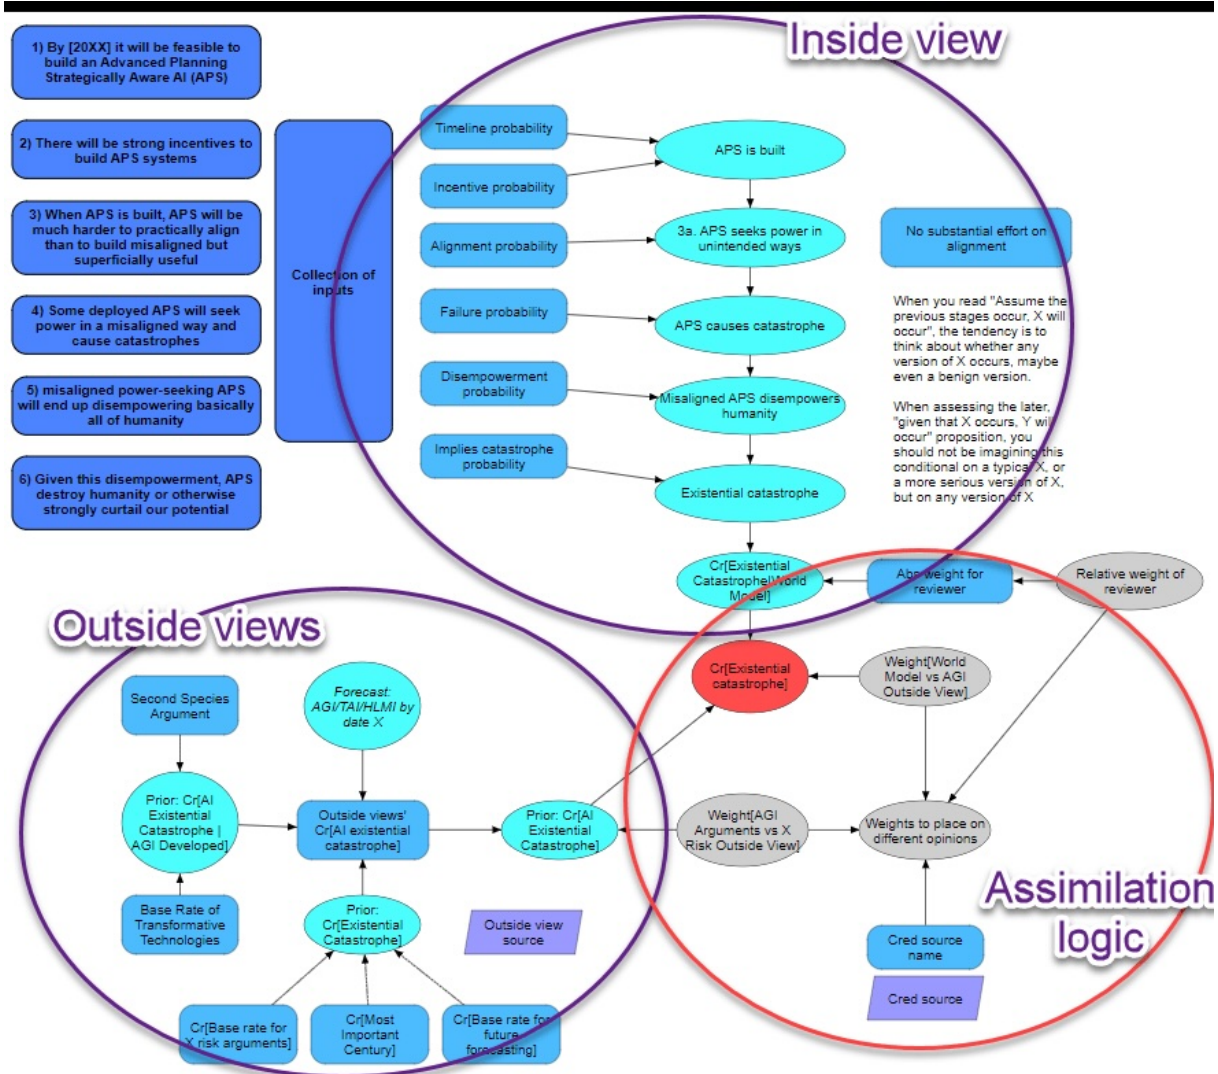 Inside view
1) By [20XX] it will be feasible to
build an Advanced Planning
Strategically Aware AI (APS)
2) There will be strong incentives to
build APS systems
3) When APS is built, APS will be
much harder to practically align
than to build misaligned but
superficially useful
4) Some deployed APS will seek
power in a misaligned way and
cause catastrophes
5) misaligned power-seeking APS
will end up disempowering basically
all of humanity
6) Given this disempowerment, APS
destroy humanity or otherwise
strongly curtail our potential
Collection of
inputs
Timeline probability
Incentive probability
Alignment probability
Failure probability
Disempowerment
probability
Implies catastrophe
probability
APS is built
3a. APS seeks power in
unintended ways
APS causes catastrophe
Misaligned APS disempowers
humanity
Existential catastrophe
Cr[Existential
Catastrophe|World
Model]
No substantial effort on
alignment
When you read "Assume the
previous stages occur, X will
occur", the tendency is to
think about whether any
version of X occurs, maybe
even a benign version.
When assessing the later,
"given that X occurs, Y will
occur" proposition, you
should not be imagining this
conditional on a typical X, or
a more serious version of X,
but on any version of X
Abs weight for
reviewer
Relative weight of
reviewer
Outside views
Second Species
Argument
Forecast:
AGI/TAI/HLMI by
date X
Prior: Cr[AI
Existential
Catastrophe |
AGI Developed]
Outside views'
Cr[AI existential
catastrophe]
Prior: Cr[AI
Existential
Catastrophe]
Base Rate of
Transformative
Technologies
Prior:
Cr[Existential
Catastrophe]
Outside view
source
Cr[Base rate for
X risk arguments]
Cr[Most
Important
Century]
Cr[Base rate for
future
forecasting]
Cr[Existential
catastrophe]
Weight[World
Model vs AGI
Outside View]
Weight[AGI
Arguments vs X
Risk Outside View]
Weights to place on
different opinions
Assimilation
logic
Cred source
name
Cred source